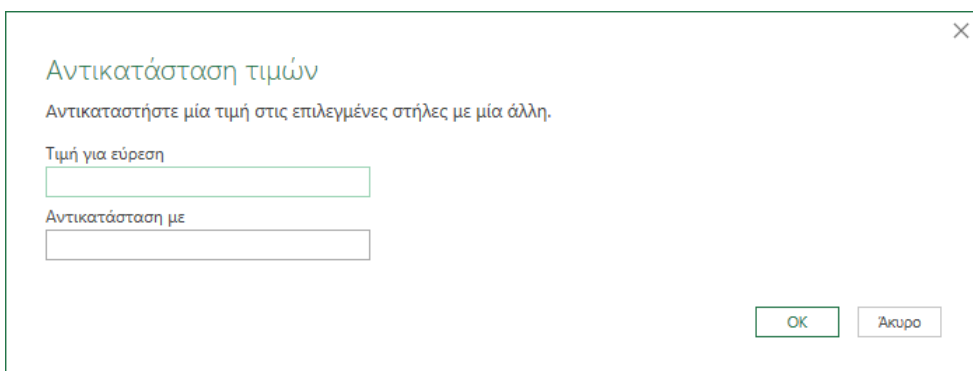 Αντικατάσταση τιμών
Αντικαταστήστε μία τιμή στις επιλεγμένες στήλες με μία άλλη.
Τιμή για εύρεση
Αντικατάσταση με
OK
Άκυρο